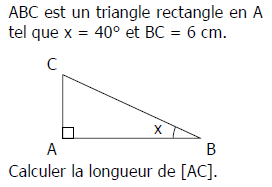 ABC est un triangle rectangle en A
tel que x = 40° et BC = 6 cm.
C
x
A
B
Calculer la longueur de [AC].